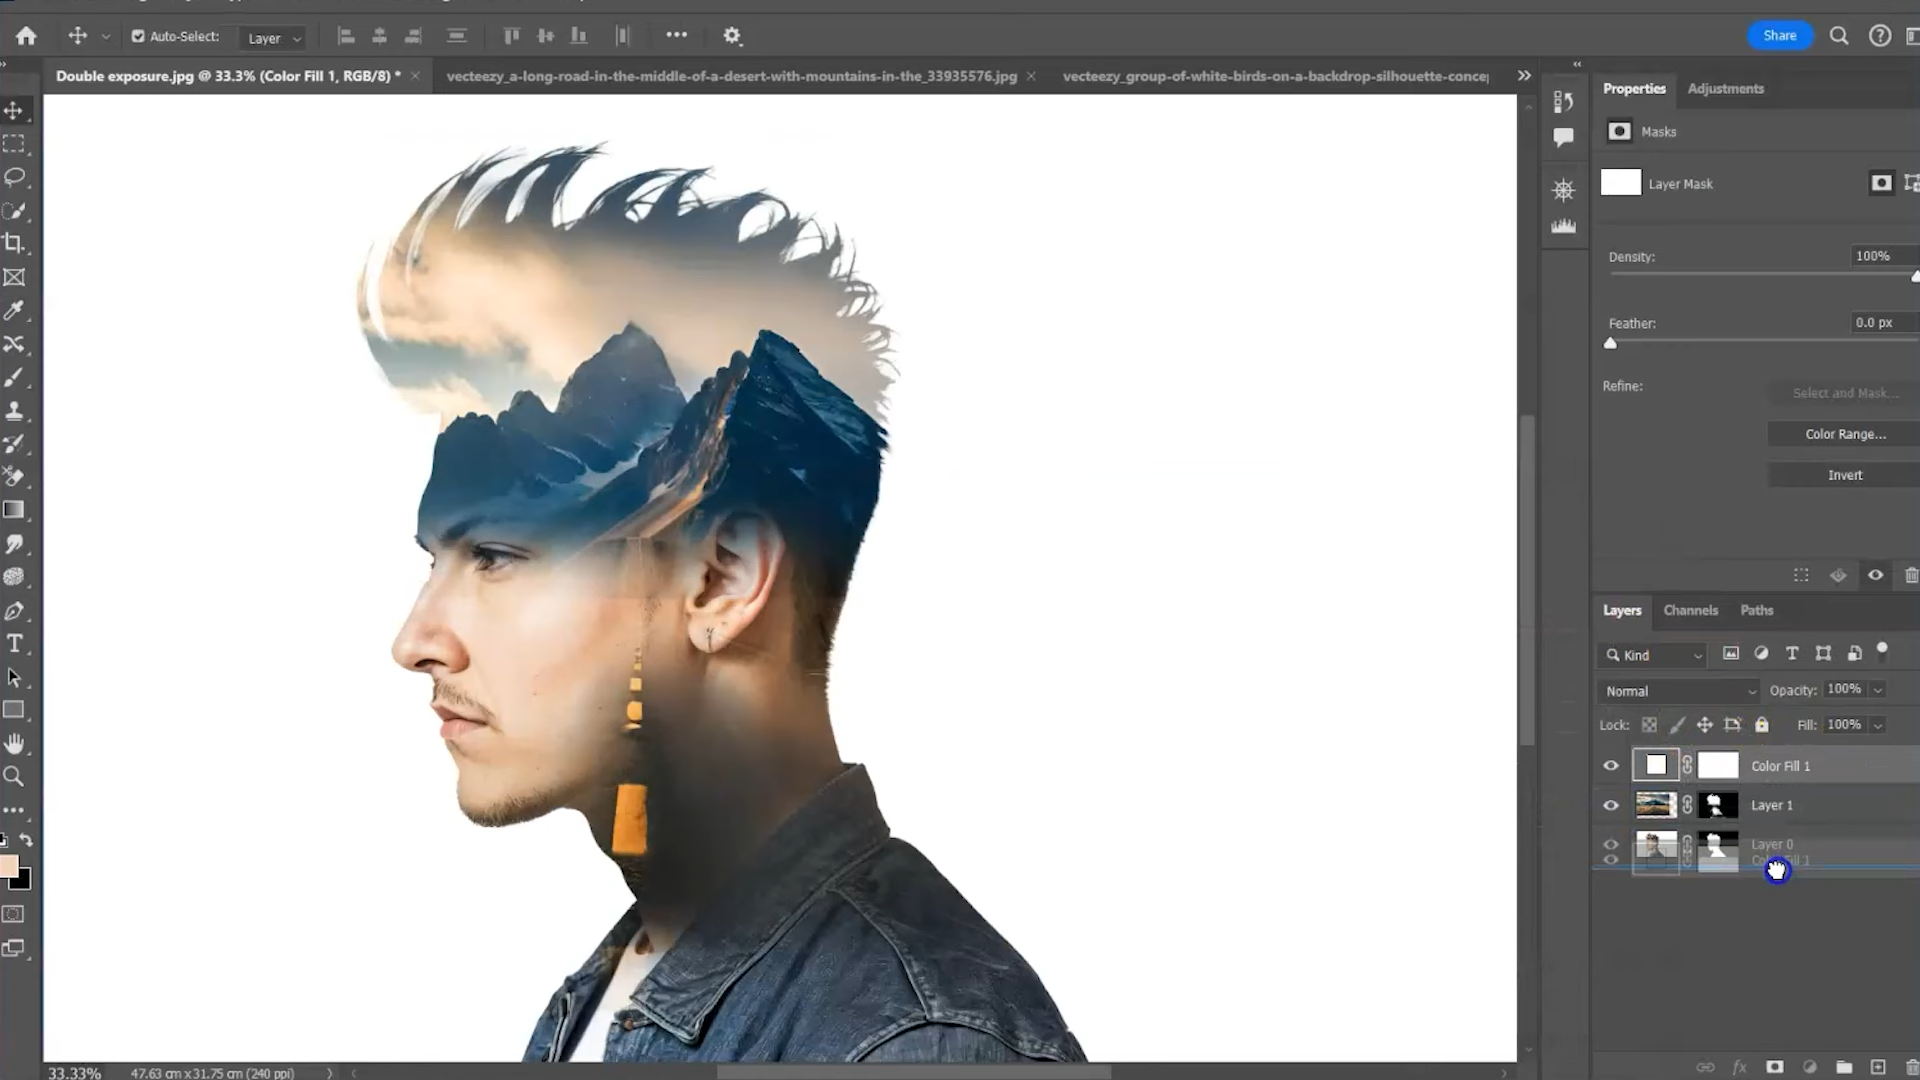 Auto-Select:
Layer
Share
Double exposure.jpg @ 33.3% (Color Fill 1, RGB/8) *
vecteezy_a-long-road-in-the-middle-of-a-desert-with-mountains-in-the_33935576.jpg
vecteezy_group-of-white-birds-on-a-backdrop-silhouette-conce
Properties
Adjustments
Masks
Layer Mask
Density:
100%
Feather:
0.0 px
Refine:
Select and Mask...
Color Range...
Invert
Layers
Channels
Paths
Kind
Normal
Opacity:
100%
Lock:
Fill:
100%
Color Fill 1
Layer 1
Layer 0
Color Fill 1
33.33%
47.63 cm x 31.75 cm (240 ppi)